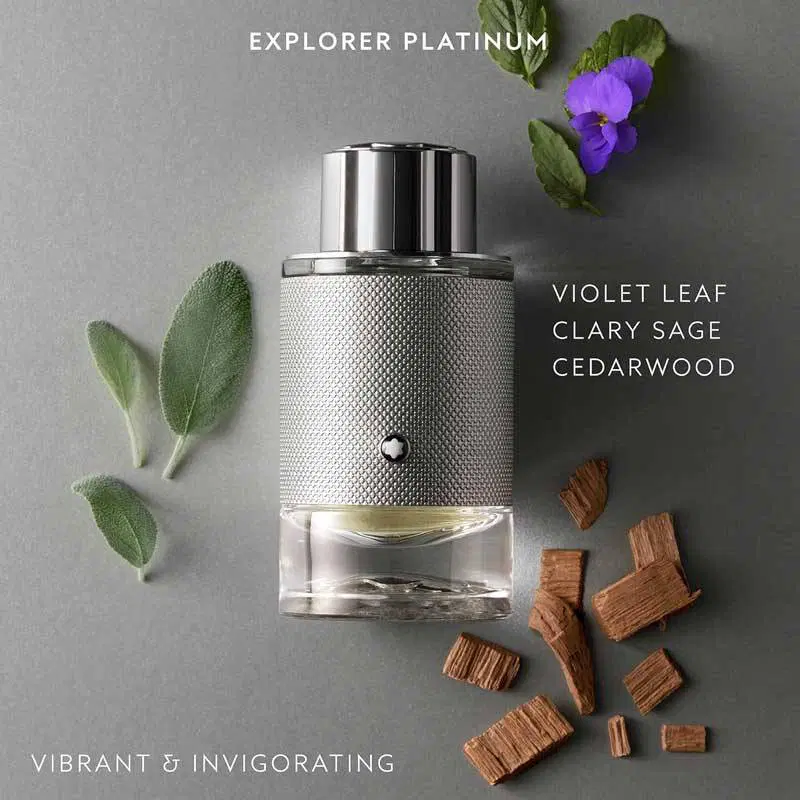 EXPLORER PLATINUM
VIOLET LEAF
CLARY SAGE
CEDARWOOD
VIBRANT & INVIGORATING